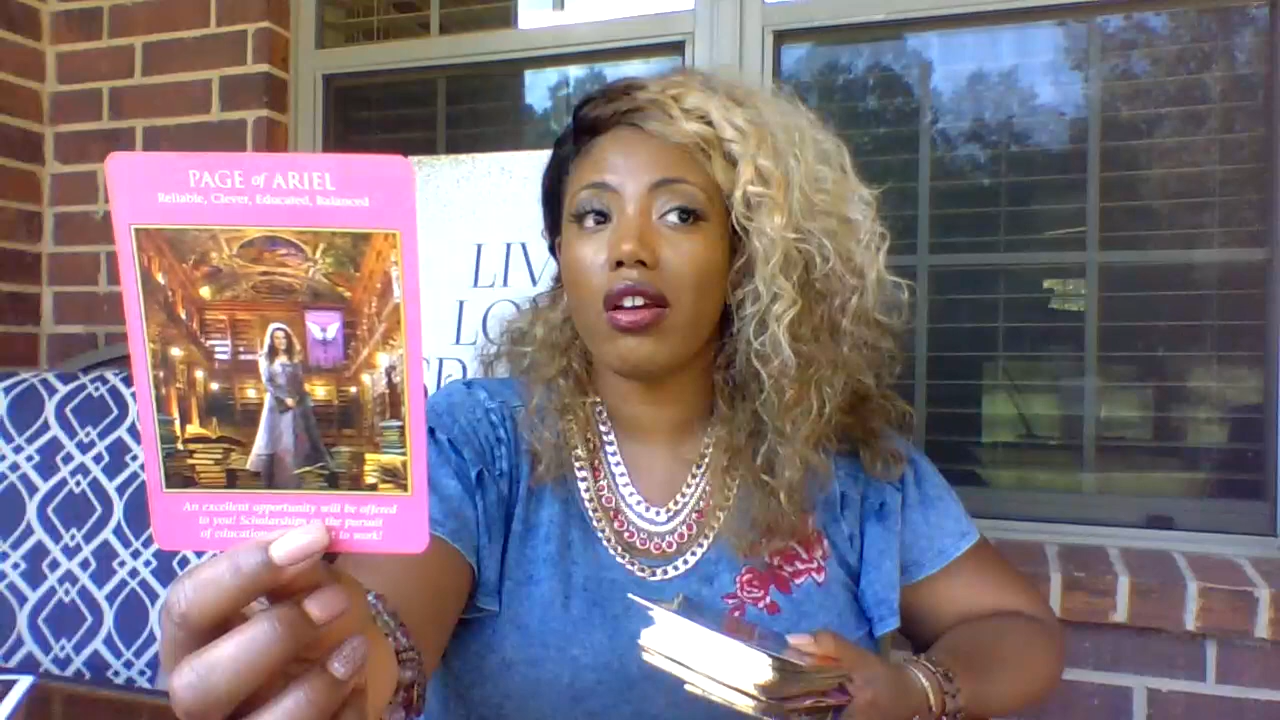 PAGE of ARIEL
Reliable, Clever, Educated, Balanced
An excellent opportunity will be offered
to you! Scholarships or the pursuit
of education to work!
LIV
LO